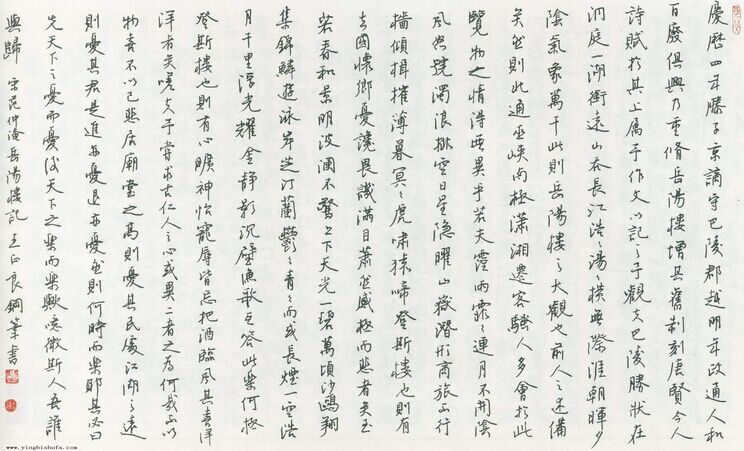 慶曆四年滕子京謫守巴陵郡越明年政通人和
百廢俱興乃重脩岳陽樓增其舊制刻唐賢今人
詩賦於其上屬予作文以記之予觀夫巴陵勝狀在
洞庭一湖銜遠山吞長江浩々湯々橫無際涯朝暉夕
陰氣象萬千此則岳陽樓之大觀也前人之述備
矣然則北通巫峽南極瀟湘遷客騷人多會於此
覽物之情得無異乎若夫霪雨霏々連月不開陰
風怒號濁浪排空日星隱曜山嶽潛形商旅不行
檣傾楫摧薄暮冥々虎嘯猿啼登斯樓也則有
去國懷鄉憂讒畏譏滿目蕭然感極而悲者矣至
若春和景明波瀾不驚上下天光一碧萬頃沙鷗翔
集錦鱗游泳岸芷汀蘭鬱々青々而或長煙一空浩
月千里浮光耀金靜影沉璧漁歌互答此樂何極
登斯樓也則有心曠神怡寵辱皆忘把酒臨風其喜洋
洋者矣嗟夫予嘗求古仁人之心或異二者之為何哉不以
物喜不以己悲居廟堂之高則憂其民處江湖之遠
則憂其君是進亦憂退亦憂然則何時而樂耶其必曰
先天下之憂而憂後天下之樂而樂歟噫微斯人吾誰
與歸 宋范仲淹岳陽樓記 王正良鋼筆書
www.yingbishufa.com